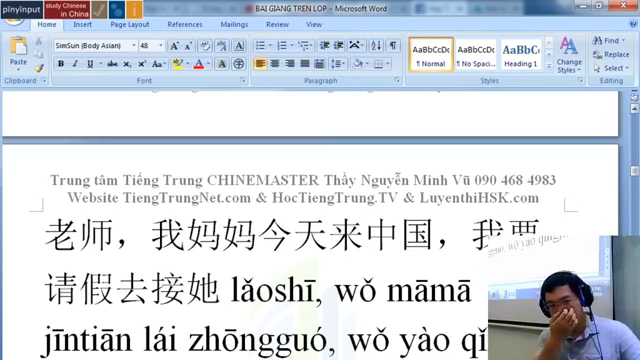 pinyinput
study Chinese in China
BAI GIANG TREN LOP - Microsoft Word
Home Insert Page Layout References Mailings Review View
Paste
SimSun (Body Asian) 48
AaBbCcDc AaBbCcDc AaBbCc
¶ Normal ¶ No Spaci... Heading 1
Change Styles
Find
Replace
Select
Clipboard Font Paragraph Styles Editing
Trung tâm Tiếng Trung CHINEMASTER Thầy Nguyễn Minh Vũ 090 468 4983
Website TiengTrungNet.com & HocTiengTrung.TV & LuyenthiHSK.com
老师，我妈妈今天来中国，我要
请假去接她 lǎoshī, wǒ māmā
jīntiān lái zhōngguó, wǒ yào